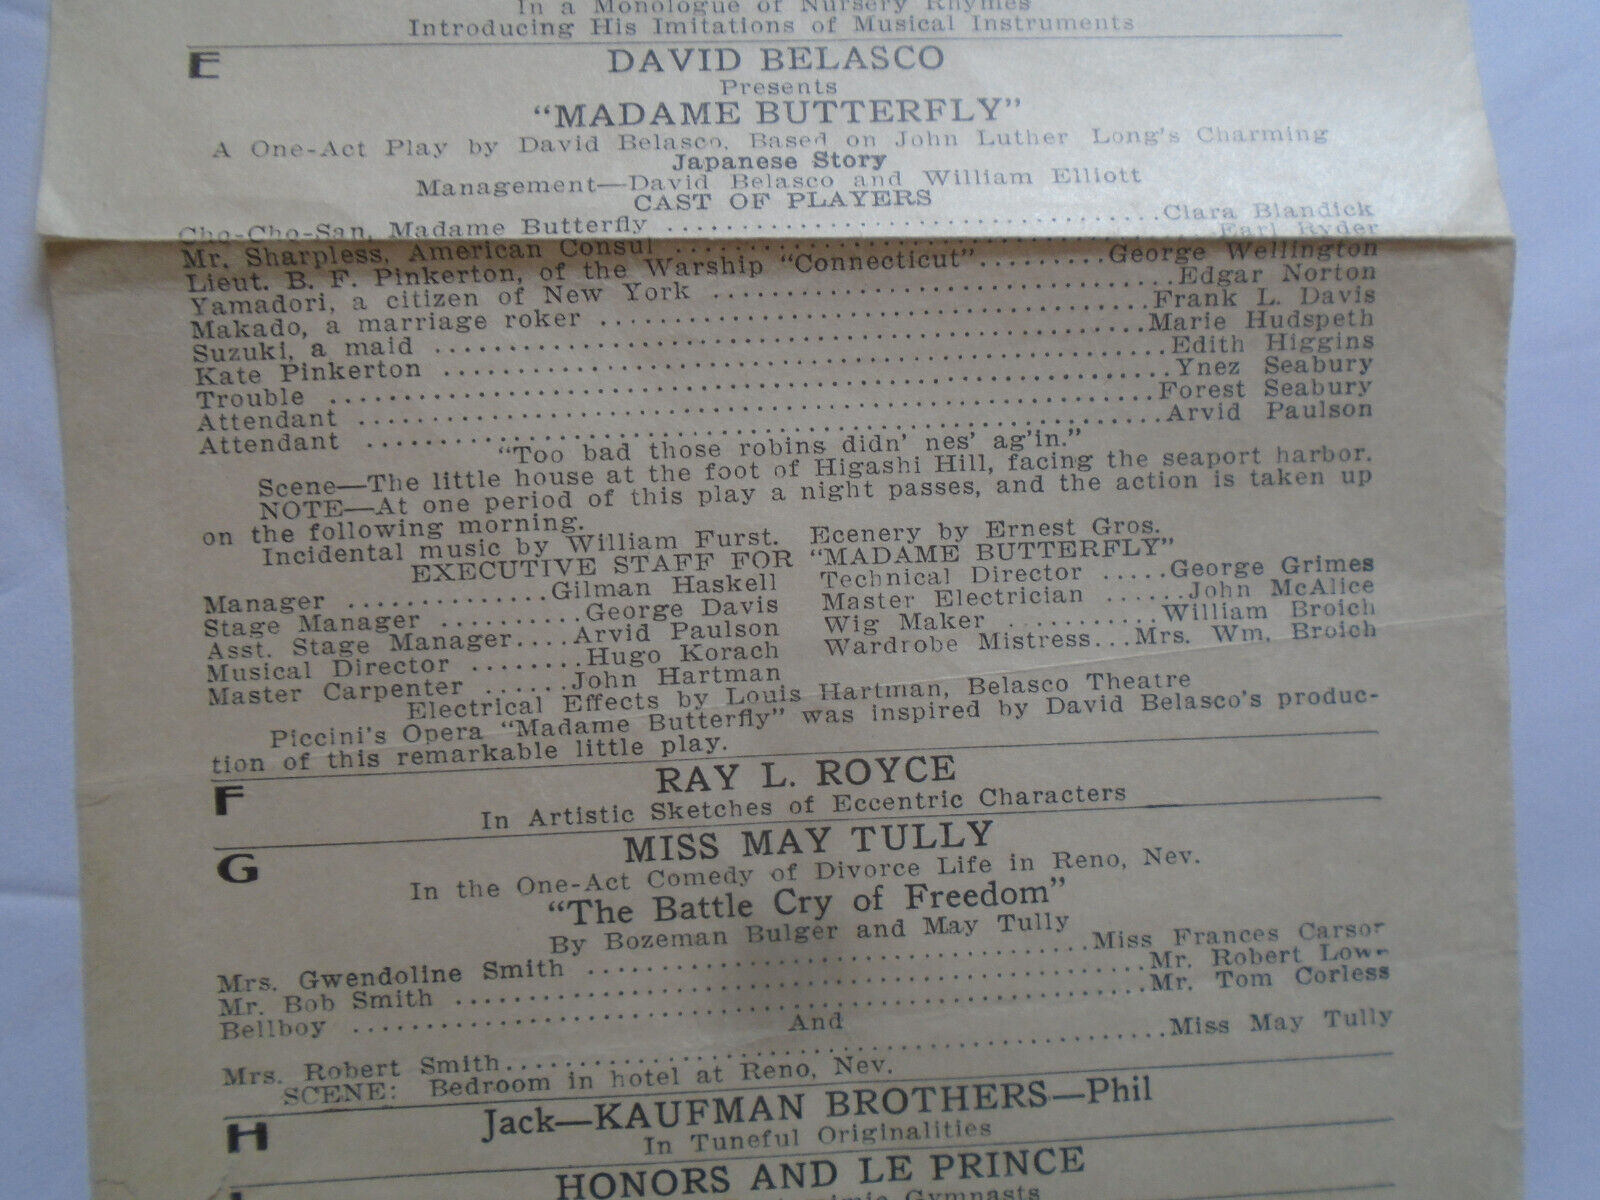 In a Monologue of Nursery Rhymes
Introducing His Imitations of Musical Instruments
E
DAVID BELASCO
Presents
“MADAME BUTTERFLY”
A One-Act Play by David Belasco, Based on John Luther Long's Charming
Japanese Story
Management—David Belasco and William Elliott
CAST OF PLAYERS
Cho-Cho-San, Madame Butterfly ................................Clara Blandick
Mr. Sharpless, American Consul ................................Earl Ryder
Lieut. B. F. Pinkerton, of the Warship “Connecticut”.........George Wellington
Yamadori, a citizen of New York ................................Edgar Norton
Makado, a marriage roker ................................Frank L. Davis
Suzuki, a maid ................................Marie Hudspeth
Kate Pinkerton ................................Edith Higgins
Trouble ................................Ynez Seabury
Attendant ................................Forest Seabury
Attendant ................................Arvid Paulson
“Too bad those robins didn' nes' ag'in.”
Scene—The little house at the foot of Higashi Hill, facing the seaport harbor.
NOTE—At one period of this play a night passes, and the action is taken up
on the following morning.
Incidental music by William Furst. Ecenery by Ernest Gros.
EXECUTIVE STAFF FOR “MADAME BUTTERFLY”
Manager ..............Gilman Haskell
Stage Manager ..........George Davis
Asst. Stage Manager....Arvid Paulson
Musical Director ........Hugo Korach
Master Carpenter ......John Hartman
Technical Director .....George Grimes
Master Electrician ......John McAlice
Wig Maker ...........William Broich
Wardrobe Mistress...Mrs. Wm. Broich
Electrical Effects by Louis Hartman, Belasco Theatre
Piccini's Opera “Madame Butterfly” was inspired by David Belasco's produc-
tion of this remarkable little play.
F
RAY L. ROYCE
In Artistic Sketches of Eccentric Characters
G
MISS MAY TULLY
In the One-Act Comedy of Divorce Life in Reno, Nev.
“The Battle Cry of Freedom”
By Bozeman Bulger and May Tully
Mrs. Gwendoline Smith ................................Miss Frances Carson
Mr. Bob Smith ................................Mr. Robert Lowe
Bellboy ................................Mr. Tom Corless
And
Mrs. Robert Smith................................Miss May Tully
SCENE: Bedroom in hotel at Reno, Nev.
H
Jack—KAUFMAN BROTHERS—Phil
In Tuneful Originalities
HONORS AND LE PRINCE
Gymnasts